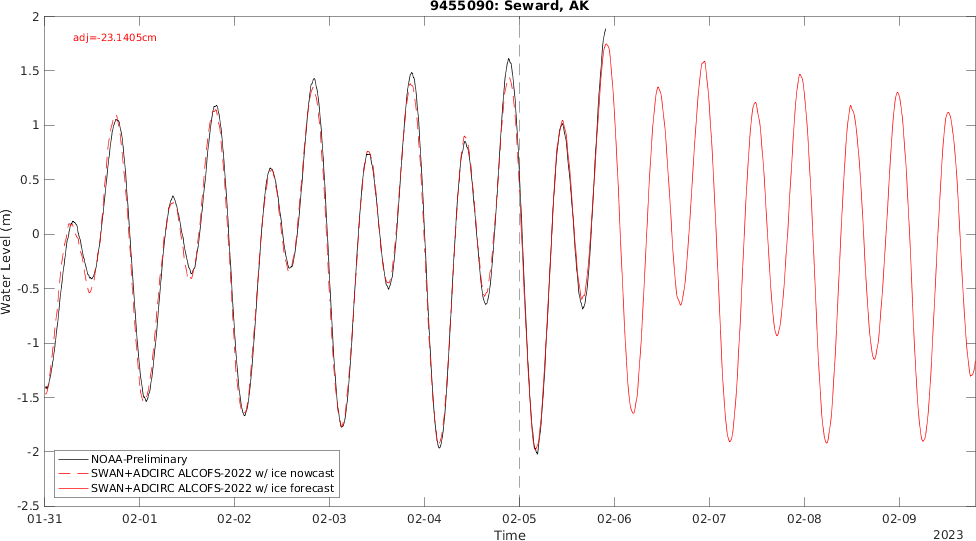 9455090: Seward, AK
adj=-23.1405cm
Water Level (m)
2
1.5
1
0.5
0
-0.5
-1
-1.5
-2
-2.5
NOAA-Preliminary
SWAN+ADCIRC ALCOFS-2022 w/ ice nowcast
SWAN+ADCIRC ALCOFS-2022 w/ ice forecast
01-31 02-01 02-02 02-03 02-04 02-05 02-06 02-07 02-08 02-09
Time
2023